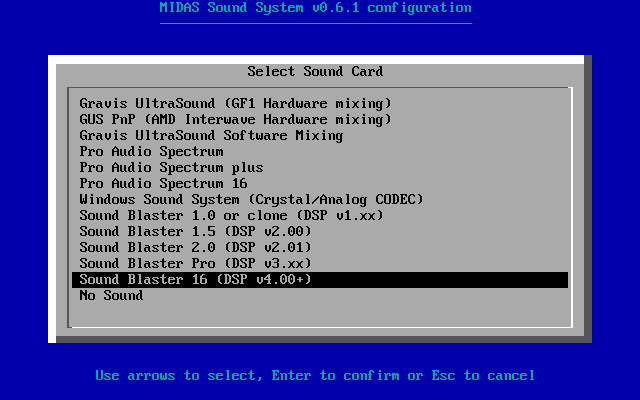 MIDAS Sound System v0.6.1 configuration
Select Sound Card
Gravis UltraSound (GF1 Hardware mixing)
GUS PnP (AMD Interwave Hardware mixing)
Gravis UltraSound Software Mixing
Pro Audio Spectrum
Pro Audio Spectrum plus
Pro Audio Spectrum 16
Windows Sound System (Crystal/Analog CODEC)
Sound Blaster 1.0 or clone (DSP v1.xx)
Sound Blaster 1.5 (DSP v2.00)
Sound Blaster 2.0 (DSP v2.01)
Sound Blaster Pro (DSP v3.xx)
Sound Blaster 16 (DSP v4.00+)
No Sound
Use arrows to select, Enter to confirm or Esc to cancel